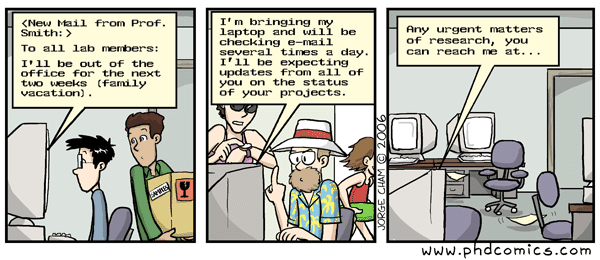 <New Mail from Prof.
Smith:>
To all lab members:
I'll be out of the
office for the next
two weeks (family
vacation).
SAMPLES
I'm bringing my
laptop and will be
checking e-mail
several times a day.
I'll be expecting
updates from all of
you on the status
of your projects.
Any urgent matters
of research, you
can reach me at...
JORGE CHAM © 2006
www.phdcomics.com